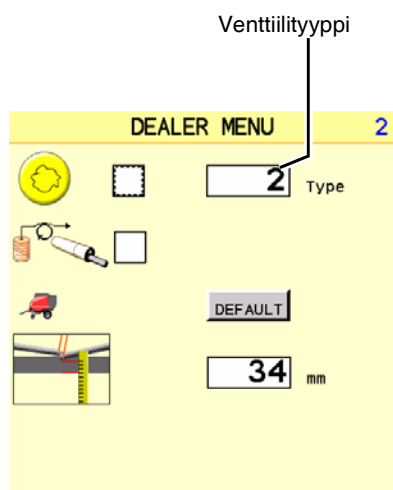 Venttiilityyppi
DEALER MENU 2
2 Type
DEFAULT
34 mm